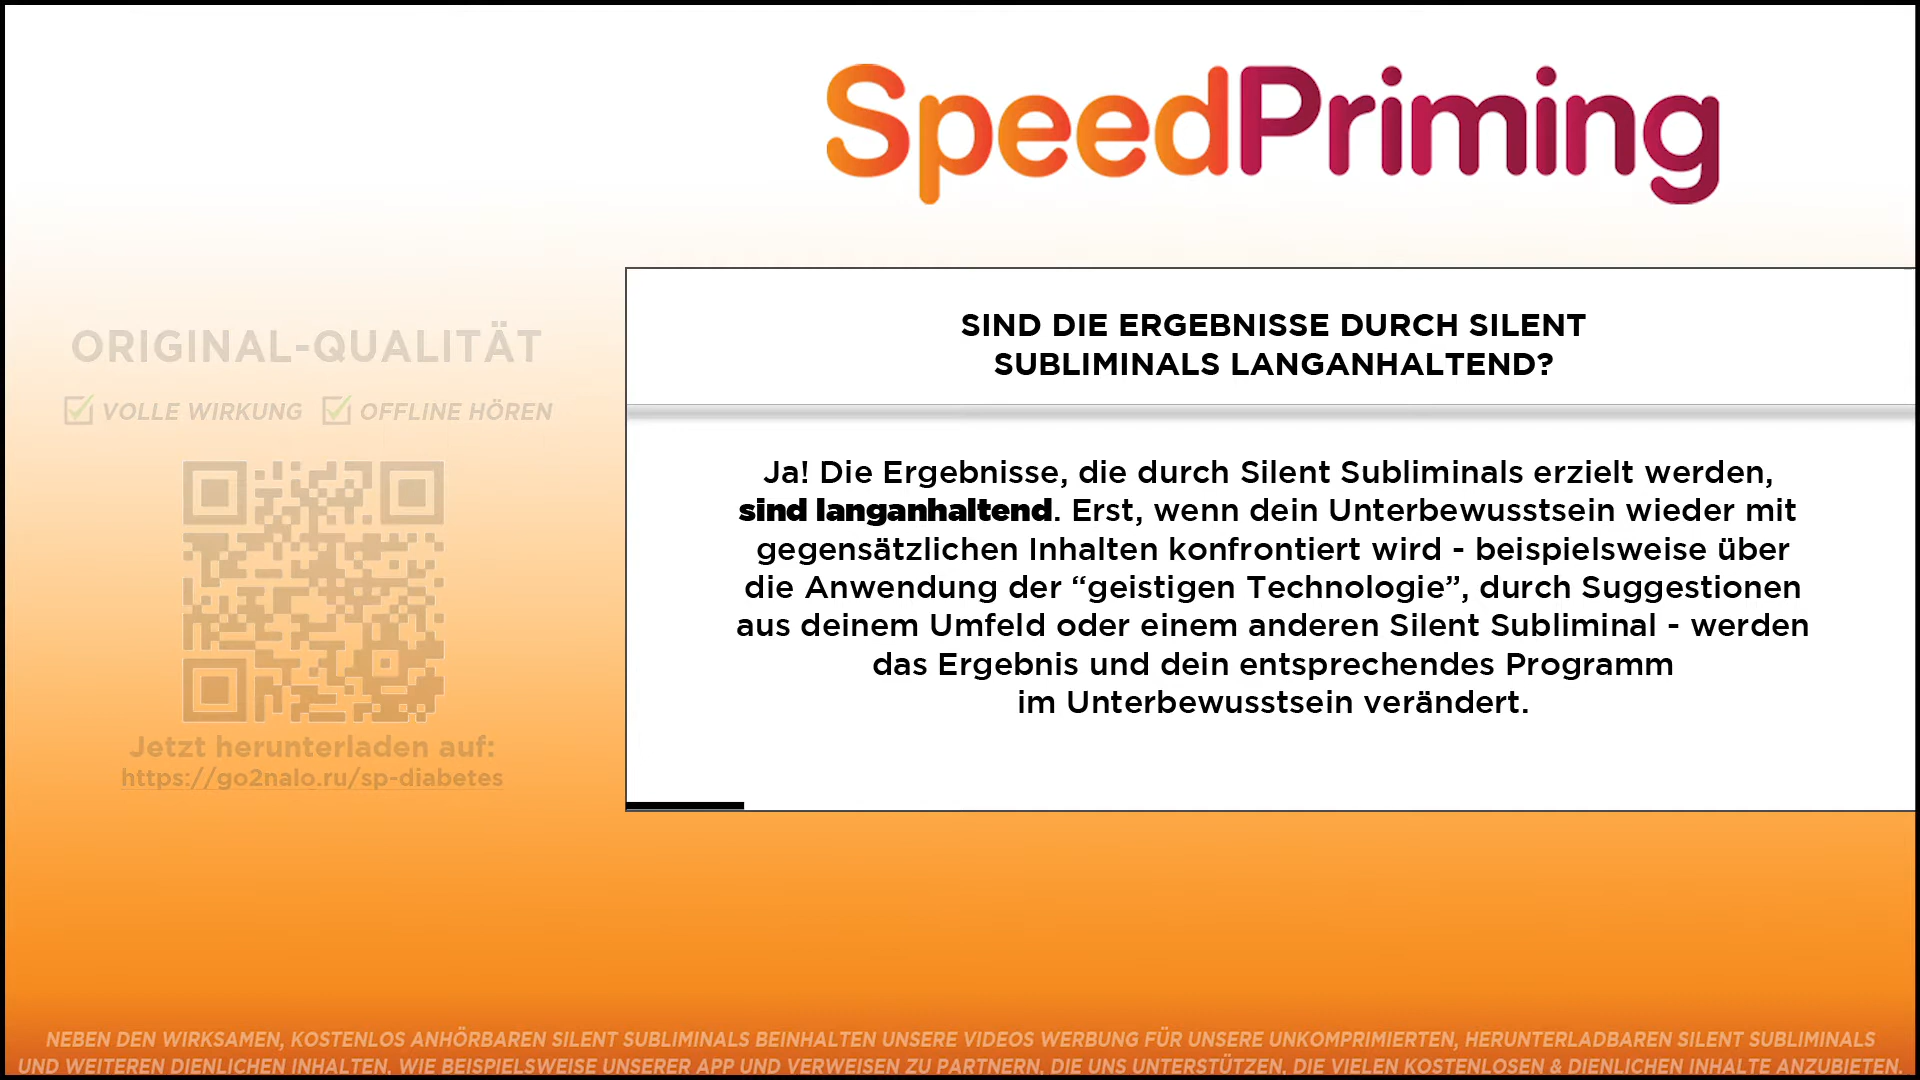 SpeedPriming
SIND DIE ERGEBNISSE DURCH SILENT
SUBLIMINALS LANGANHALTEND?
ORIGINAL-QUALITÄT
VOLLE WIRKUNG OFFLINE HÖREN
Jetzt herunterladen auf:
https://go2nalo.ru/sp-diabetes
Ja! Die Ergebnisse, die durch Silent Subliminals erzielt werden,
sind langanhaltend. Erst, wenn dein Unterbewusstsein wieder mit
gegensätzlichen Inhalten konfrontiert wird - beispielsweise über
die Anwendung der “geistigen Technologie”, durch Suggestionen
aus deinem Umfeld oder einem anderen Silent Subliminal - werden
das Ergebnis und dein entsprechendes Programm
im Unterbewusstsein verändert.
NEBEN DEN WIRKSAMEN, KOSTENLOS ANHÖRBAREN SILENT SUBLIMINALS BEINHALTEN UNSERE VIDEOS WERBUNG FÜR UNSERE UNKOMPRIMIERTEN, HERUNTERLADBAREN SILENT SUBLIMINALS
UND WEITEREN DIENLICHEN INHALTEN, WIE BEISPIELSWEISE UNSERER APP UND VERWEISEN ZU PARTNERN, DIE UNS UNTERSTÜTZEN, DIE VIELEN KOSTENLOSEN & DIENLICHEN INHALTE ANZUBIETEN.